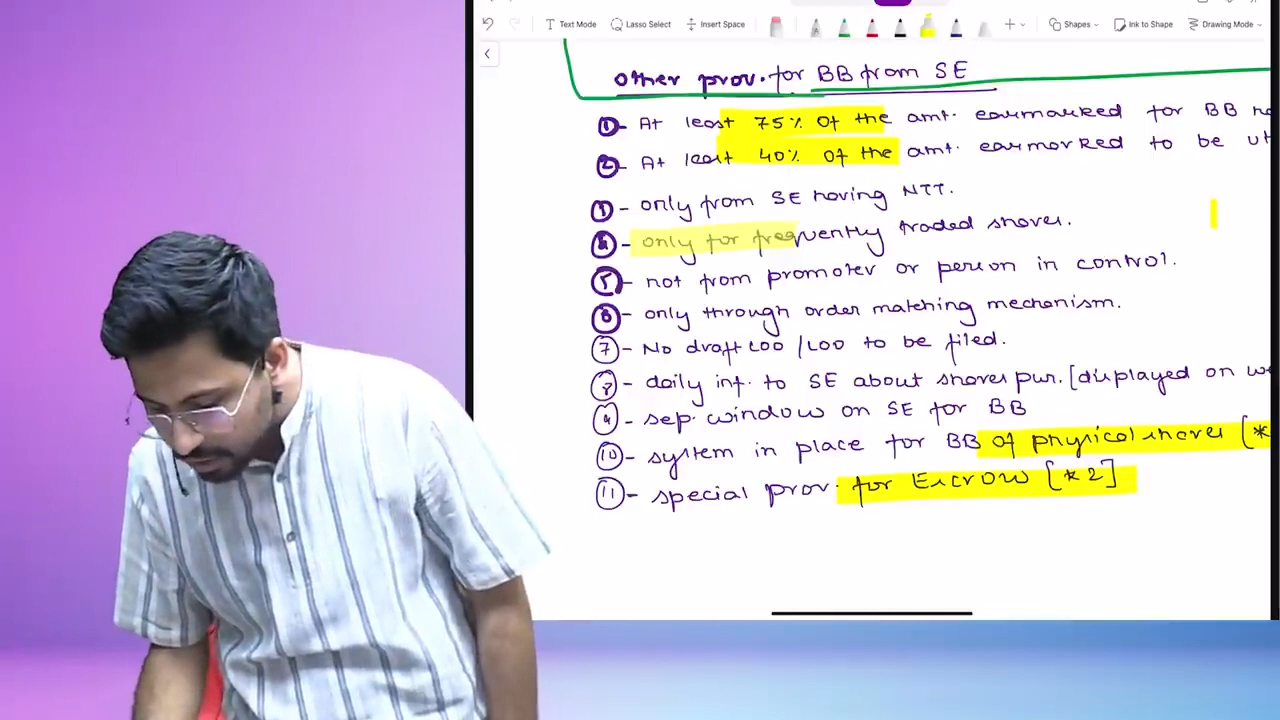 Text Mode Lasso Select Insert Space Shapes Ink to Shape Drawing Mode
other prov. for BB from SE
① - At least 75% of the amt. earmarked for BB
② - At least 40% of the amt. earmarked to be
③ - only from SE having NTT.
④ - only for frequently traded shares.
⑤ - not from promoter or person in control.
⑥ - only through order matching mechanism.
⑦ - No draft LOO / LOO to be filed.
⑧ - daily inf. to SE about shares pur. [displayed on
⑨ - sep. window on SE for BB
⑩ - system in place for BB of physical shares [*
⑪ - special prov. for Escrow [*2]